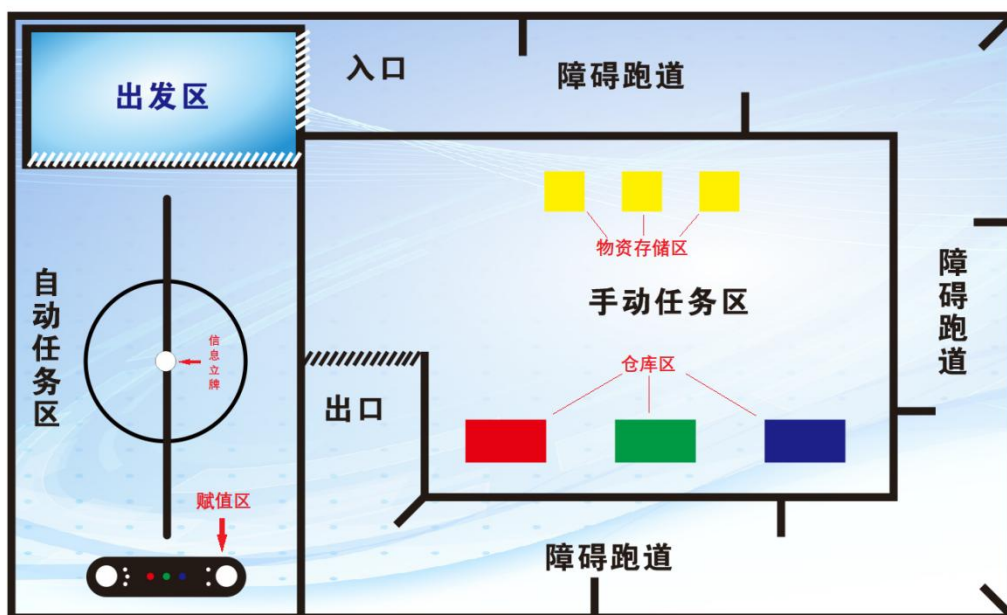 出发区
入口
障碍跑道
物资存储区
手动任务区
障碍跑道
自动任务区
信息立牌
仓库区
出口
赋值区
障碍跑道